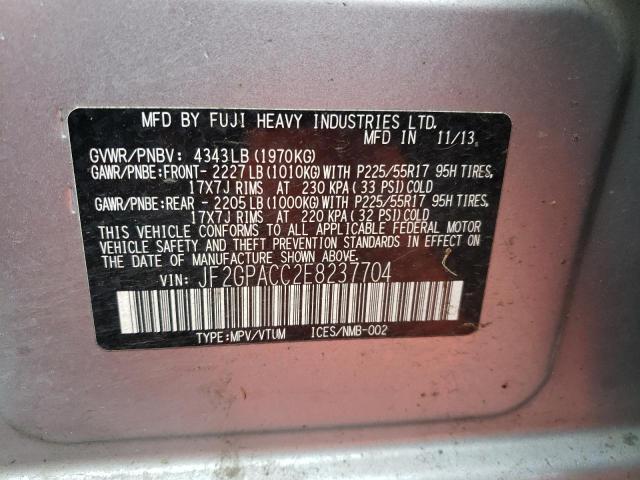 MFD BY FUJI HEAVY INDUSTRIES LTD.
MFD IN 11/13
GVWR/PNBV: 4343LB (1970KG)
GAWR/PNBE:FRONT- 2227LB (1010KG) WITH P225/55R17 95H TIRES,
17X7J RIMS AT 230 KPA (33 PSI) COLD
GAWR/PNBE:REAR - 2205LB (1000KG) WITH P225/55R17 95H TIRES,
17X7J RIMS AT 220 KPA (32 PSI) COLD
THIS VEHICLE CONFORMS TO ALL APPLICABLE FEDERAL MOTOR
VEHICLE SAFETY AND THEFT PREVENTION STANDARDS IN EFFECT ON
THE DATE OF MANUFACTURE SHOWN ABOVE.
VIN: JF2GPACC2E8237704
TYPE:MPV/VTUM ICES/NMB-002